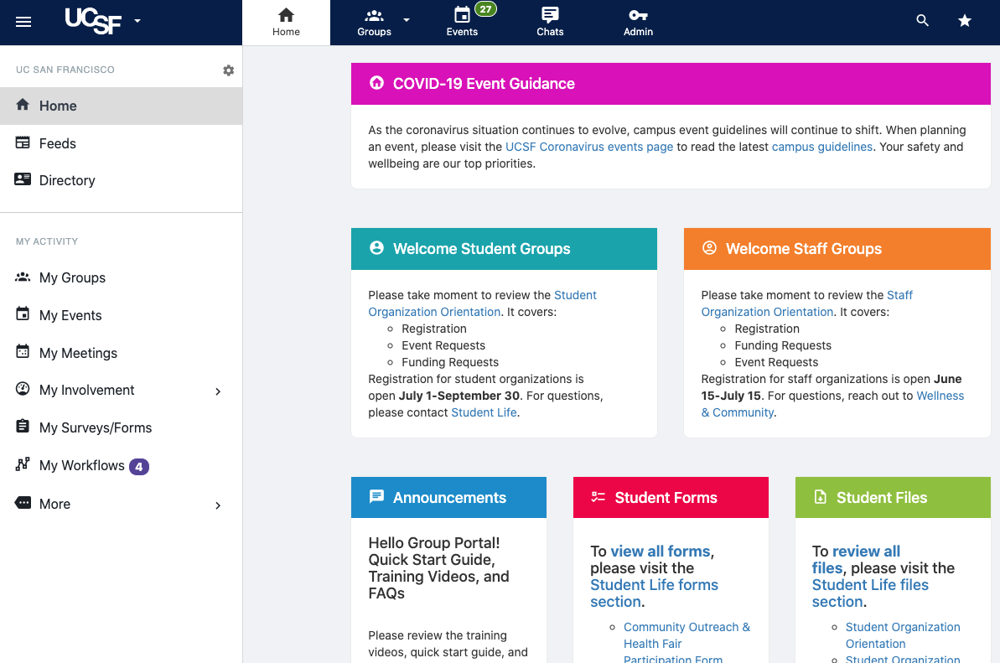 UCSF
Home
Groups
Events
27
Chats
Admin
UC SAN FRANCISCO
Home
Feeds
Directory
MY ACTIVITY
My Groups
My Events
My Meetings
My Involvement
My Surveys/Forms
My Workflows 4
More
COVID-19 Event Guidance
As the coronavirus situation continues to evolve, campus event guidelines will continue to shift. When planning
an event, please visit the UCSF Coronavirus events page to read the latest campus guidelines. Your safety and
wellbeing are our top priorities.
Welcome Student Groups
Please take moment to review the Student
Organization Orientation. It covers:
Registration
Event Requests
Funding Requests
Registration for student organizations is
open July 1-September 30. For questions,
please contact Student Life.
Welcome Staff Groups
Please take moment to review the Staff
Organization Orientation. It covers:
Registration
Funding Requests
Event Requests
Registration for staff organizations is open June
15-July 15. For questions, reach out to Wellness
& Community.
Announcements
Hello Group Portal!
Quick Start Guide,
Training Videos, and
FAQs
Please review the training
videos, quick start guide, and
Student Forms
To view all forms,
please visit the
Student Life forms
section.
Community Outreach &
Health Fair
Participation Form
Student Files
To review all
files, please visit the
Student Life files
section.
Student Organization
Orientation
Student Organization